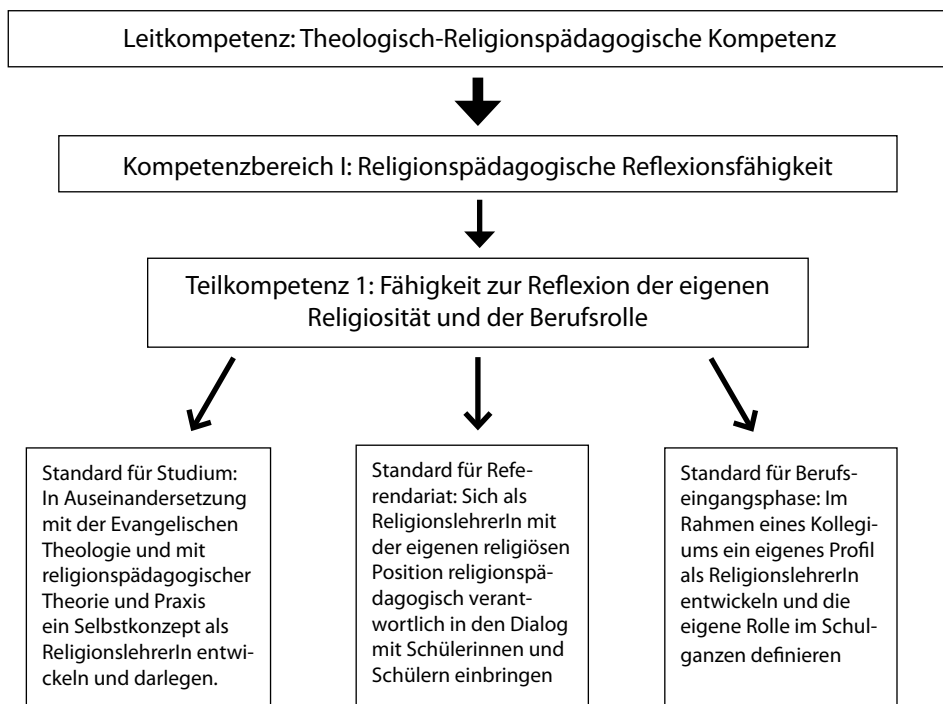 Leitkompetenz: Theologisch-Religionspädagogische Kompetenz
Kompetenzbereich I: Religionspädagogische Reflexionsfähigkeit
Teilkompetenz 1: Fähigkeit zur Reflexion der eigenen
Religiosität und der Berufsrolle
Standard für Studium:
In Auseinandersetzung
mit der Evangelischen
Theologie und mit
religionspädagogischer
Theorie und Praxis
ein Selbstkonzept als
ReligionslehrerIn entwi-
ckeln und darlegen.
Standard für Refe-
rendariat: Sich als
ReligionslehrerIn mit
der eigenen religiösen
Position religionspä-
dagogisch verant-
wortlich in den Dialog
mit Schülerinnen und
Schülern einbringen
Standard für Berufs-
eingangsphase: Im
Rahmen eines Kollegi-
ums ein eigenes Profil
als ReligionslehrerIn
entwickeln und die
eigene Rolle im Schul-
ganzen definieren